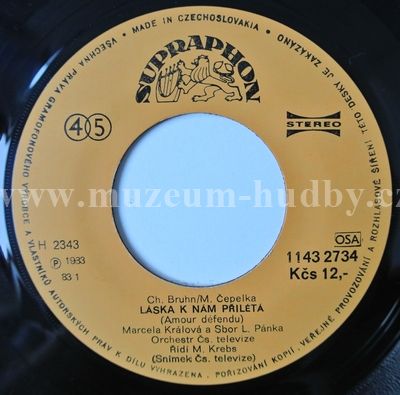 MADE IN CZECHOSLOVAKIA • VŠECHNA PRÁVA GRAMOFONOVÉHO VÝROBCE A VLASTNÍKŮ AUTORSKÝCH PRÁV K DÍLU VYHRAZENA. POŘIZOVÁNÍ KOPIÍ, VEŘEJNÉ PROVOZOVÁNÍ A ROZHLASOVÉ ŠÍŘENÍ TÉTO DESKY JE ZAKÁZÁNO
SUPRAPHON
45
STEREO
www.muzeum-hudby.cz
H 2343
OSA
℗ 1983
1143 2734
83 1
Kčs 12,-
Ch. Bruhn/M. Čepelka
LÁSKA K NÁM PŘILÉTÁ
(Amour défendu)
Marcela Králová a Sbor L. Pánka
Orchestr Čs. televize
Řídí M. Krebs
(Snímek Čs. televize)